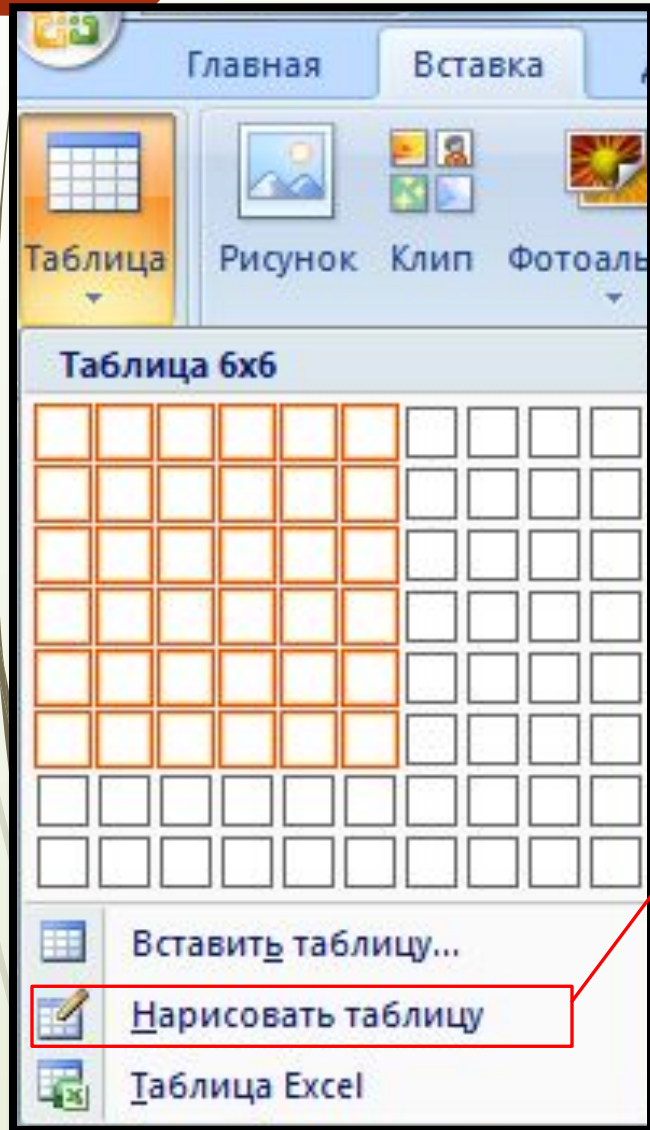 Главная Вставка
Таблица Рисунок Клип Фотоаль
Таблица 6x6
Вставить таблицу...
Нарисовать таблицу
Таблица Excel